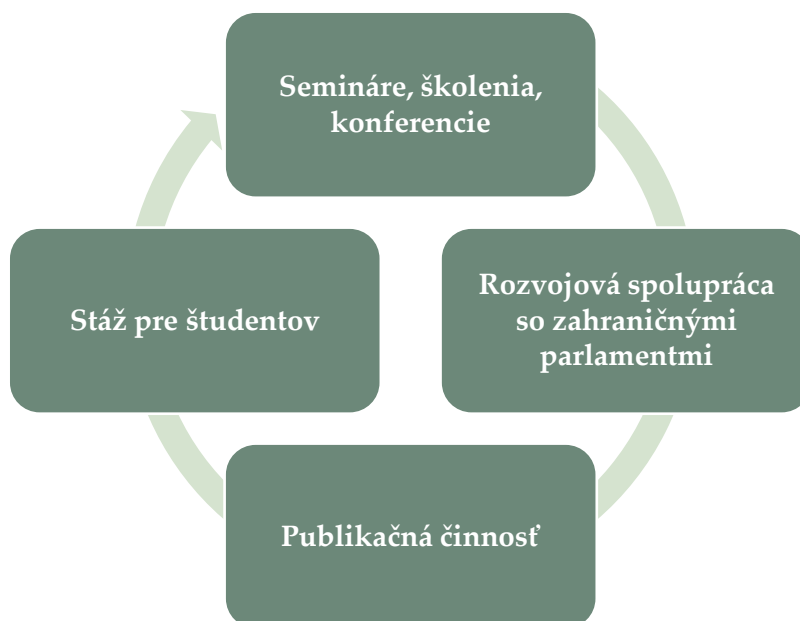 Semináre, školenia,
konferencie
Rozvojová spolupráca
so zahraničnými
parlamentmi
Publikačná činnosť
Stáž pre študentov